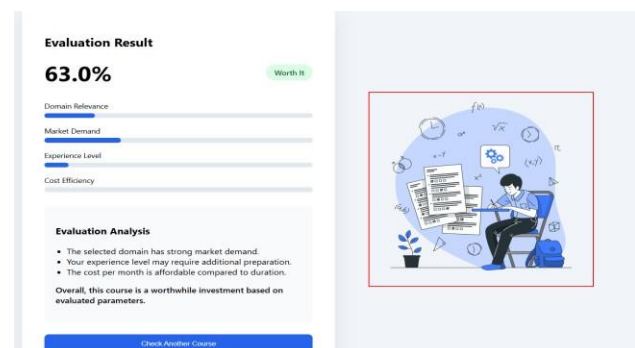 Evaluation Result
63.0%
Worth It
Domain Relevance
Market Demand
Experience Level
Cost Efficiency
Evaluation Analysis
• The selected domain has strong market demand.
• Your experience level may require additional preparation.
• The cost per month is affordable compared to duration.
Overall, this course is a worthwhile investment based on
evaluated parameters.
Check Another Course
f(x)
√x
x-y
(x,y)
π
x²